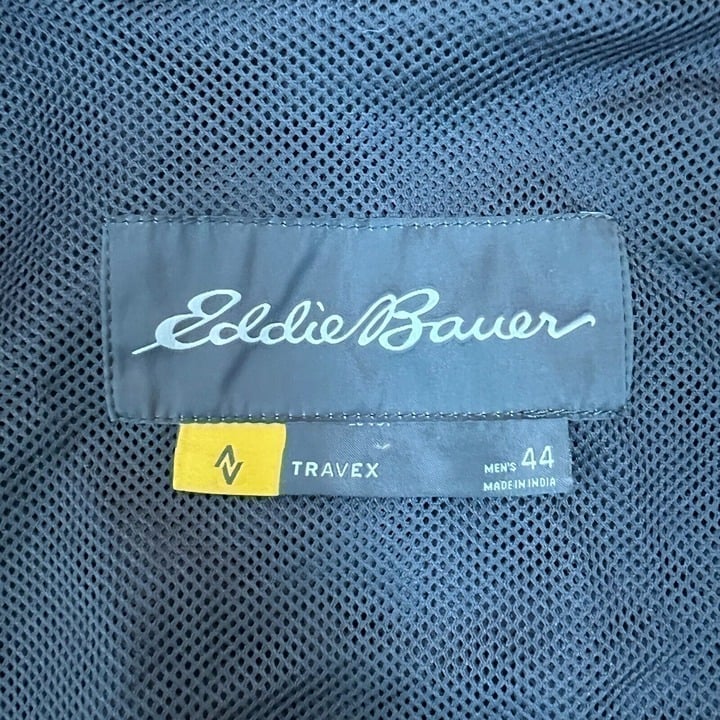 Eddie Bauer
TRAVEX
MEN'S 44
MADE IN INDIA